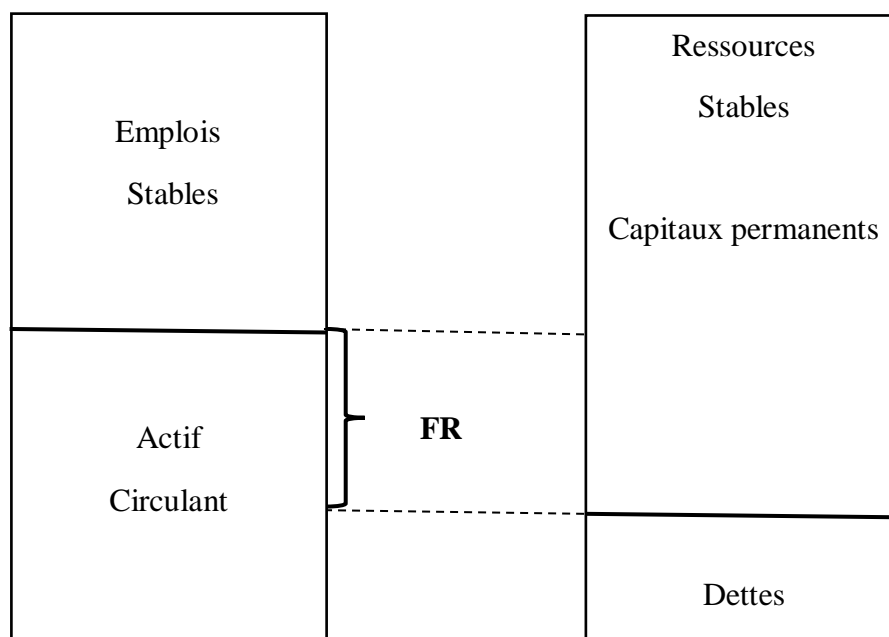 Emplois
Stables
Actif
Circulant
FR
Ressources
Stables
Capitaux permanents
Dettes